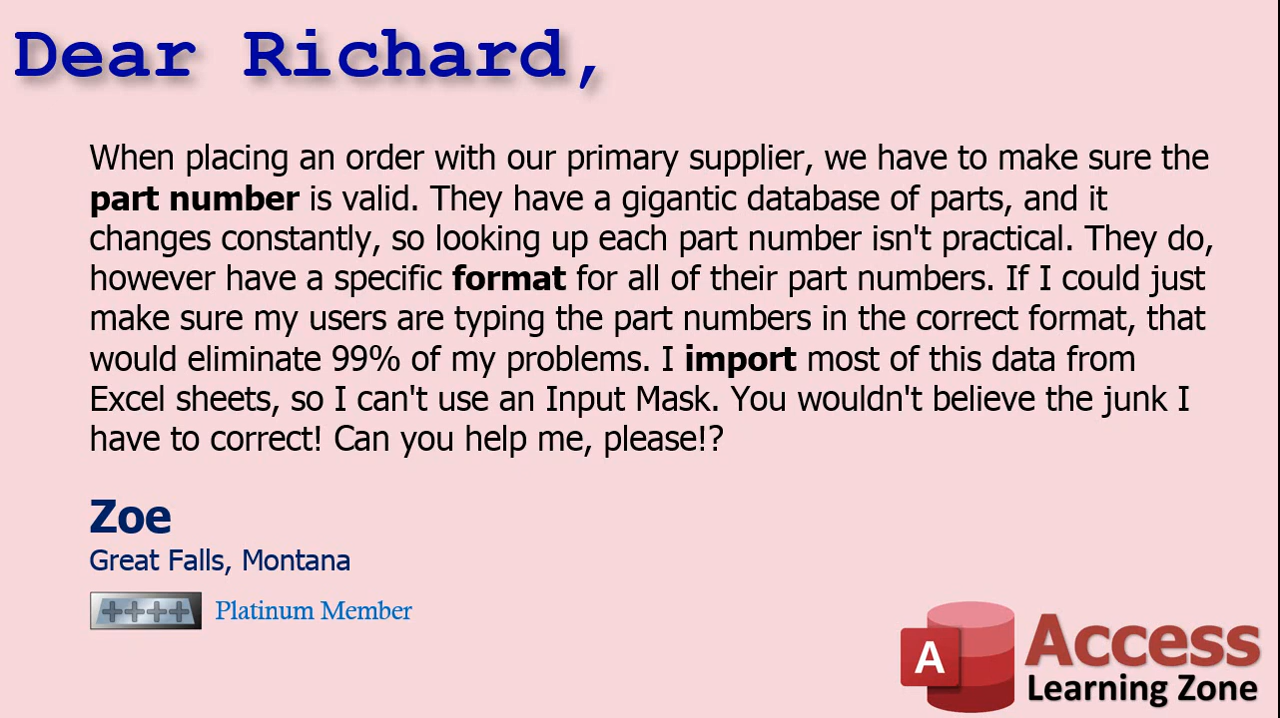 Dear Richard,
When placing an order with our primary supplier, we have to make sure the
part number is valid. They have a gigantic database of parts, and it
changes constantly, so looking up each part number isn't practical. They do,
however have a specific format for all of their part numbers. If I could just
make sure my users are typing the part numbers in the correct format, that
would eliminate 99% of my problems. I import most of this data from
Excel sheets, so I can't use an Input Mask. You wouldn't believe the junk I
have to correct! Can you help me, please!?
Zoe
Great Falls, Montana
++++ Platinum Member
A Access
Learning Zone